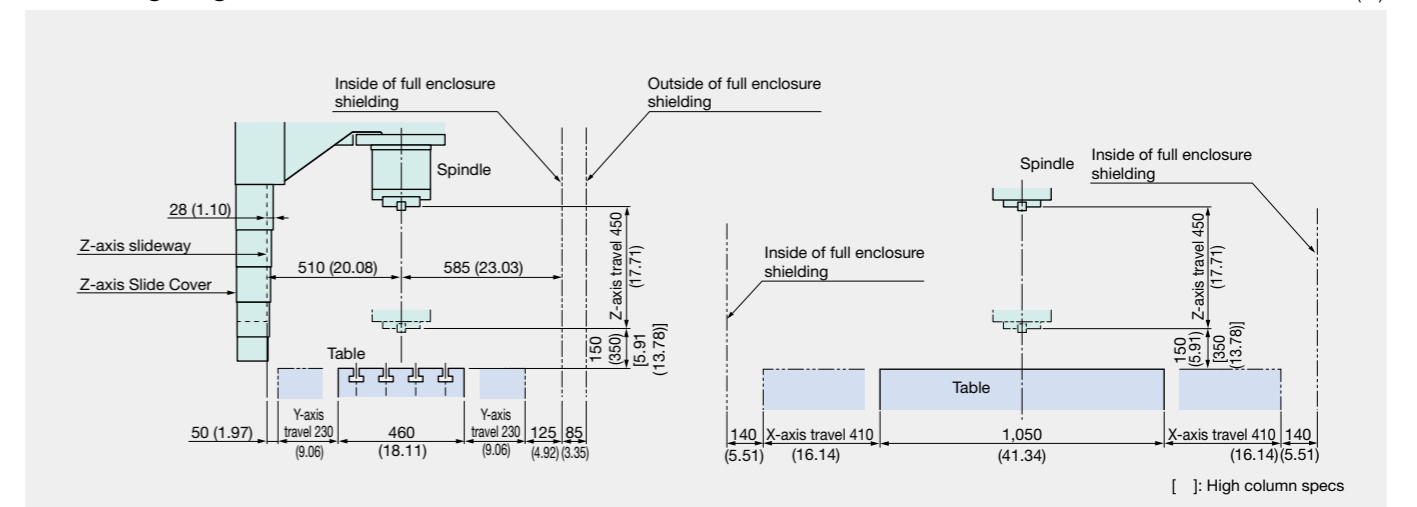 Inside of full enclosure
shielding
Outside of full enclosure
shielding
Spindle
28 (1.10)
Z-axis slideway
510 (20.08)
585 (23.03)
Z-axis Slide Cover
Z-axis travel 450
(17.71)
150
(350)
[5.91
(13.78)]
Table
50 (1.97)
Y-axis
travel 230
(9.06)
460
(18.11)
Y-axis
travel 230
(9.06)
125
(4.92)
85
(3.35)
Spindle
Inside of full enclosure
shielding
Inside of full enclosure
shielding
Z-axis travel 450
(17.71)
150
(5.91)
[350
(13.78)]
Table
140
(5.51)
X-axis travel 410
(16.14)
1,050
(41.34)
X-axis travel 410
(16.14)
140
(5.51)
[ ]: High column specs